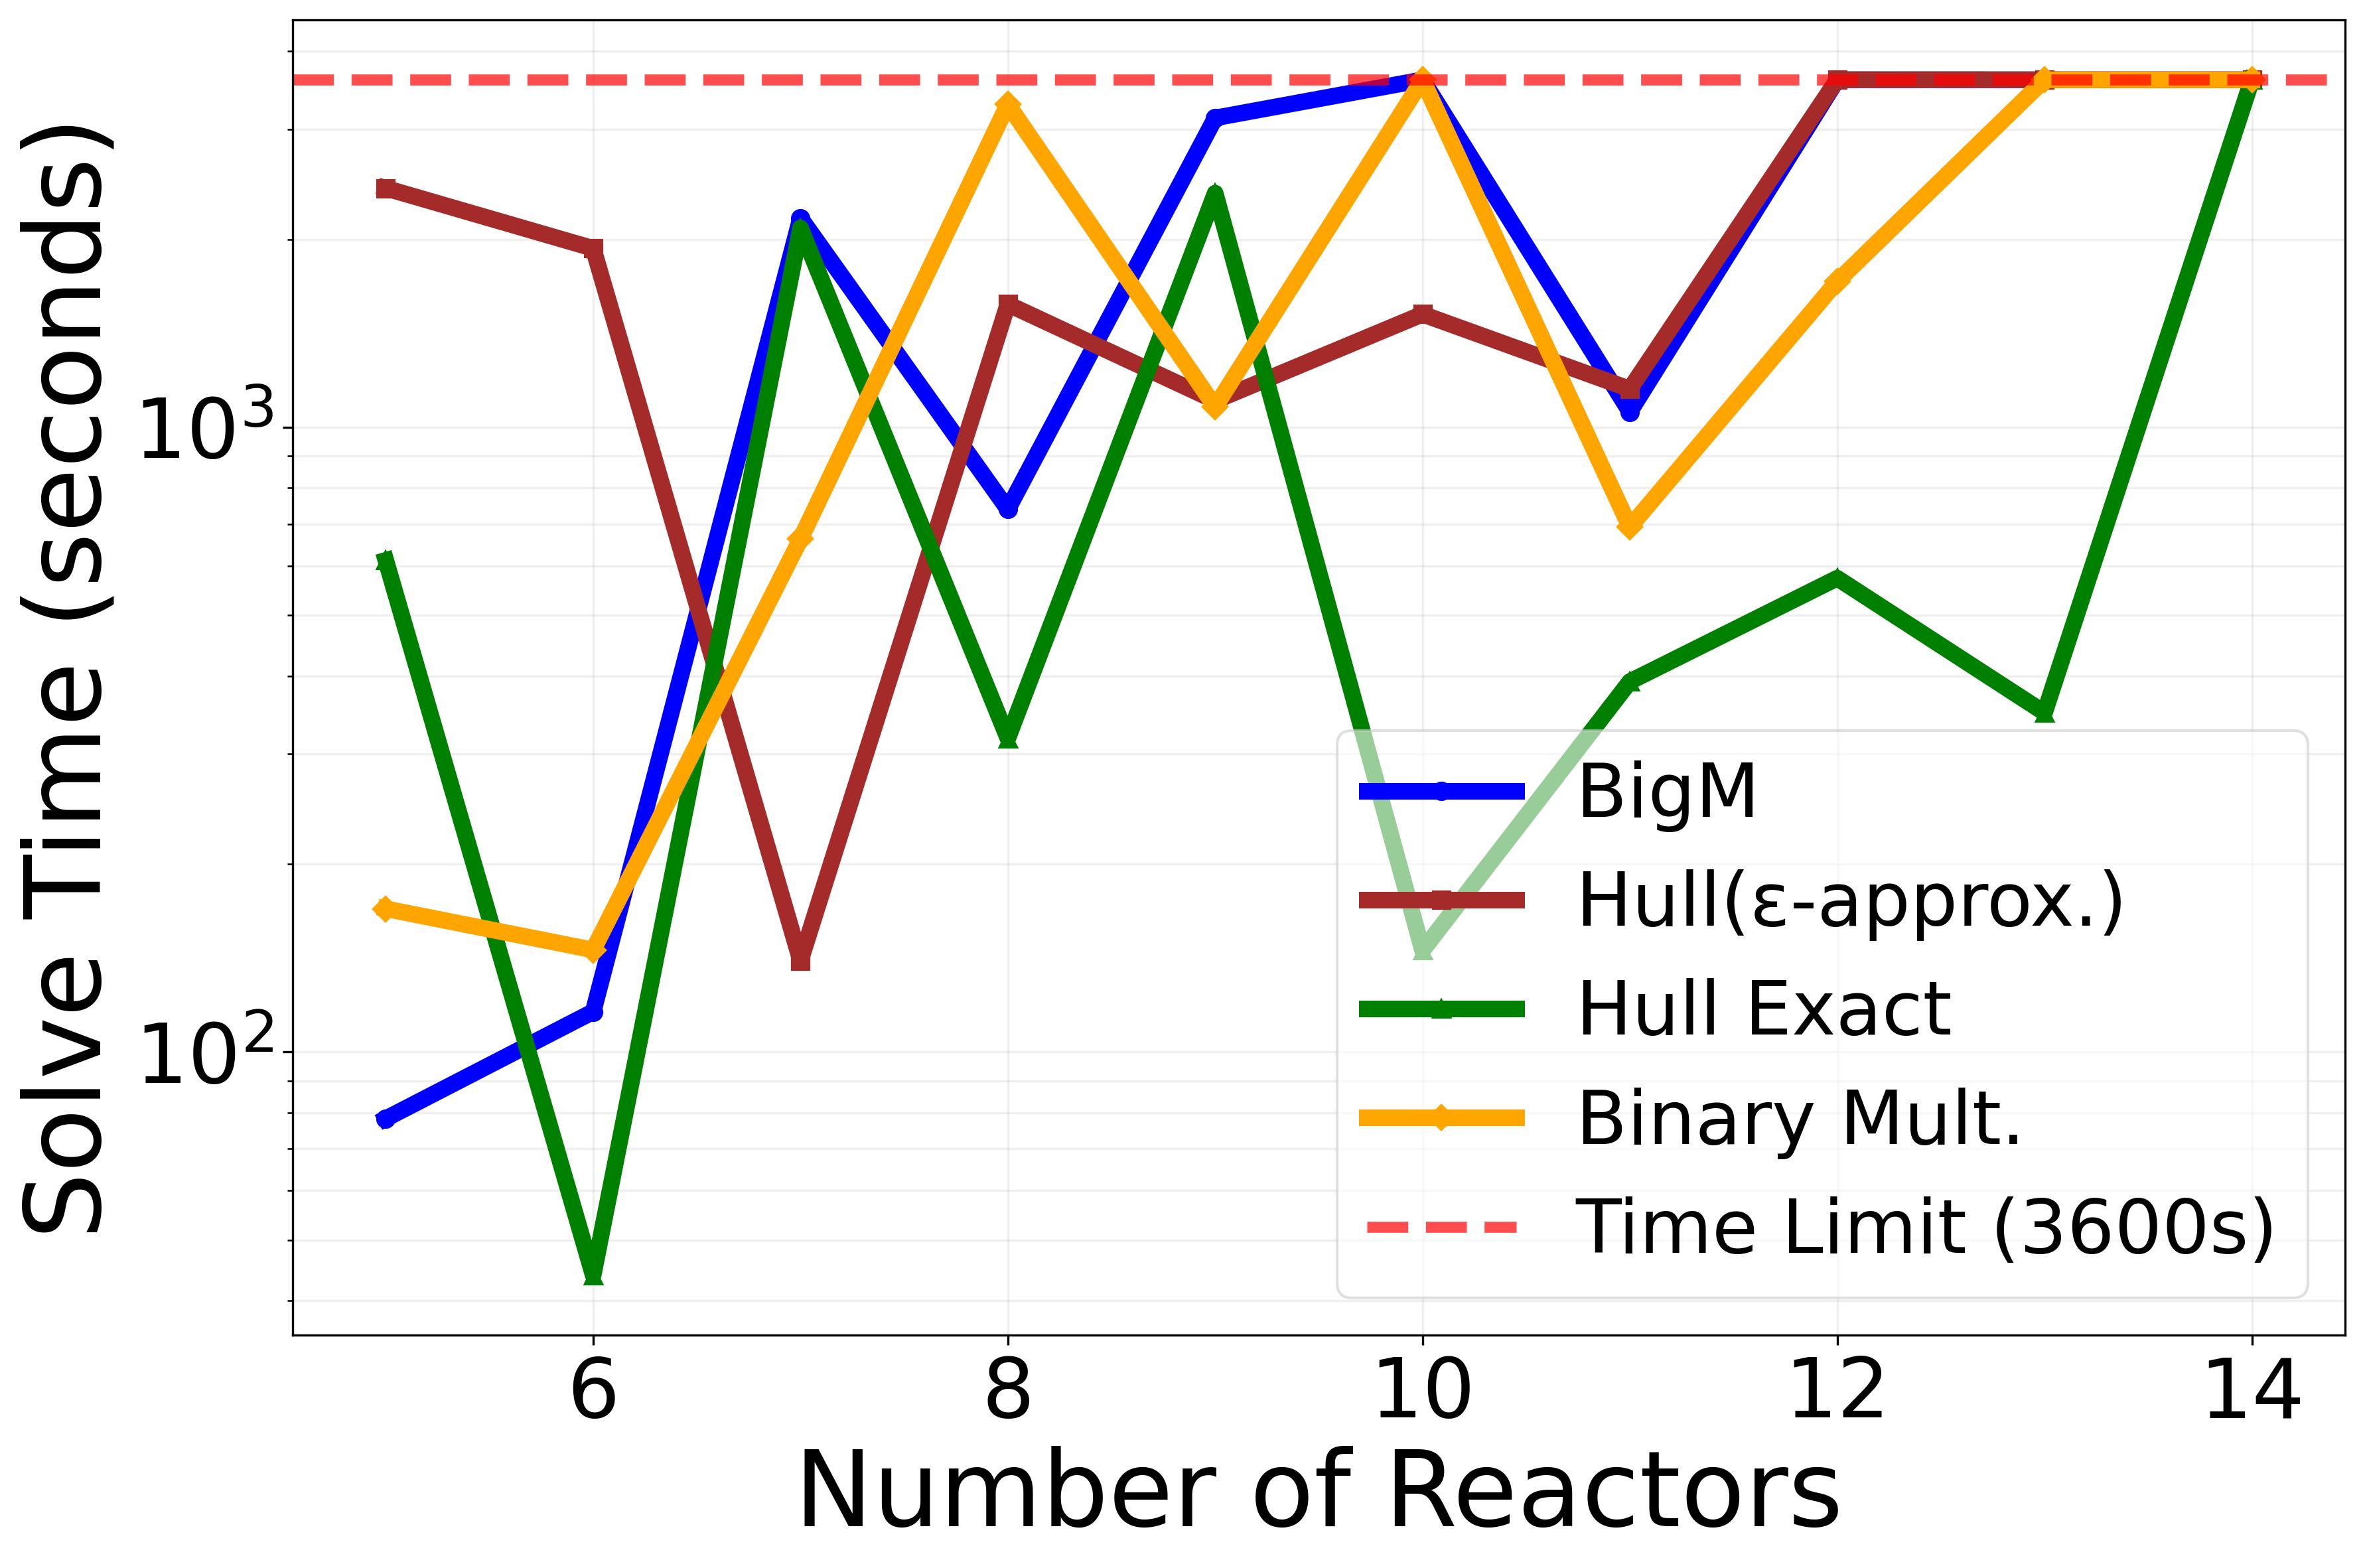 Solve Time (seconds)
10³
10²
BigM
Hull(ε-approx.)
Hull Exact
Binary Mult.
Time Limit (3600s)
6 8 10 12 14
Number of Reactors